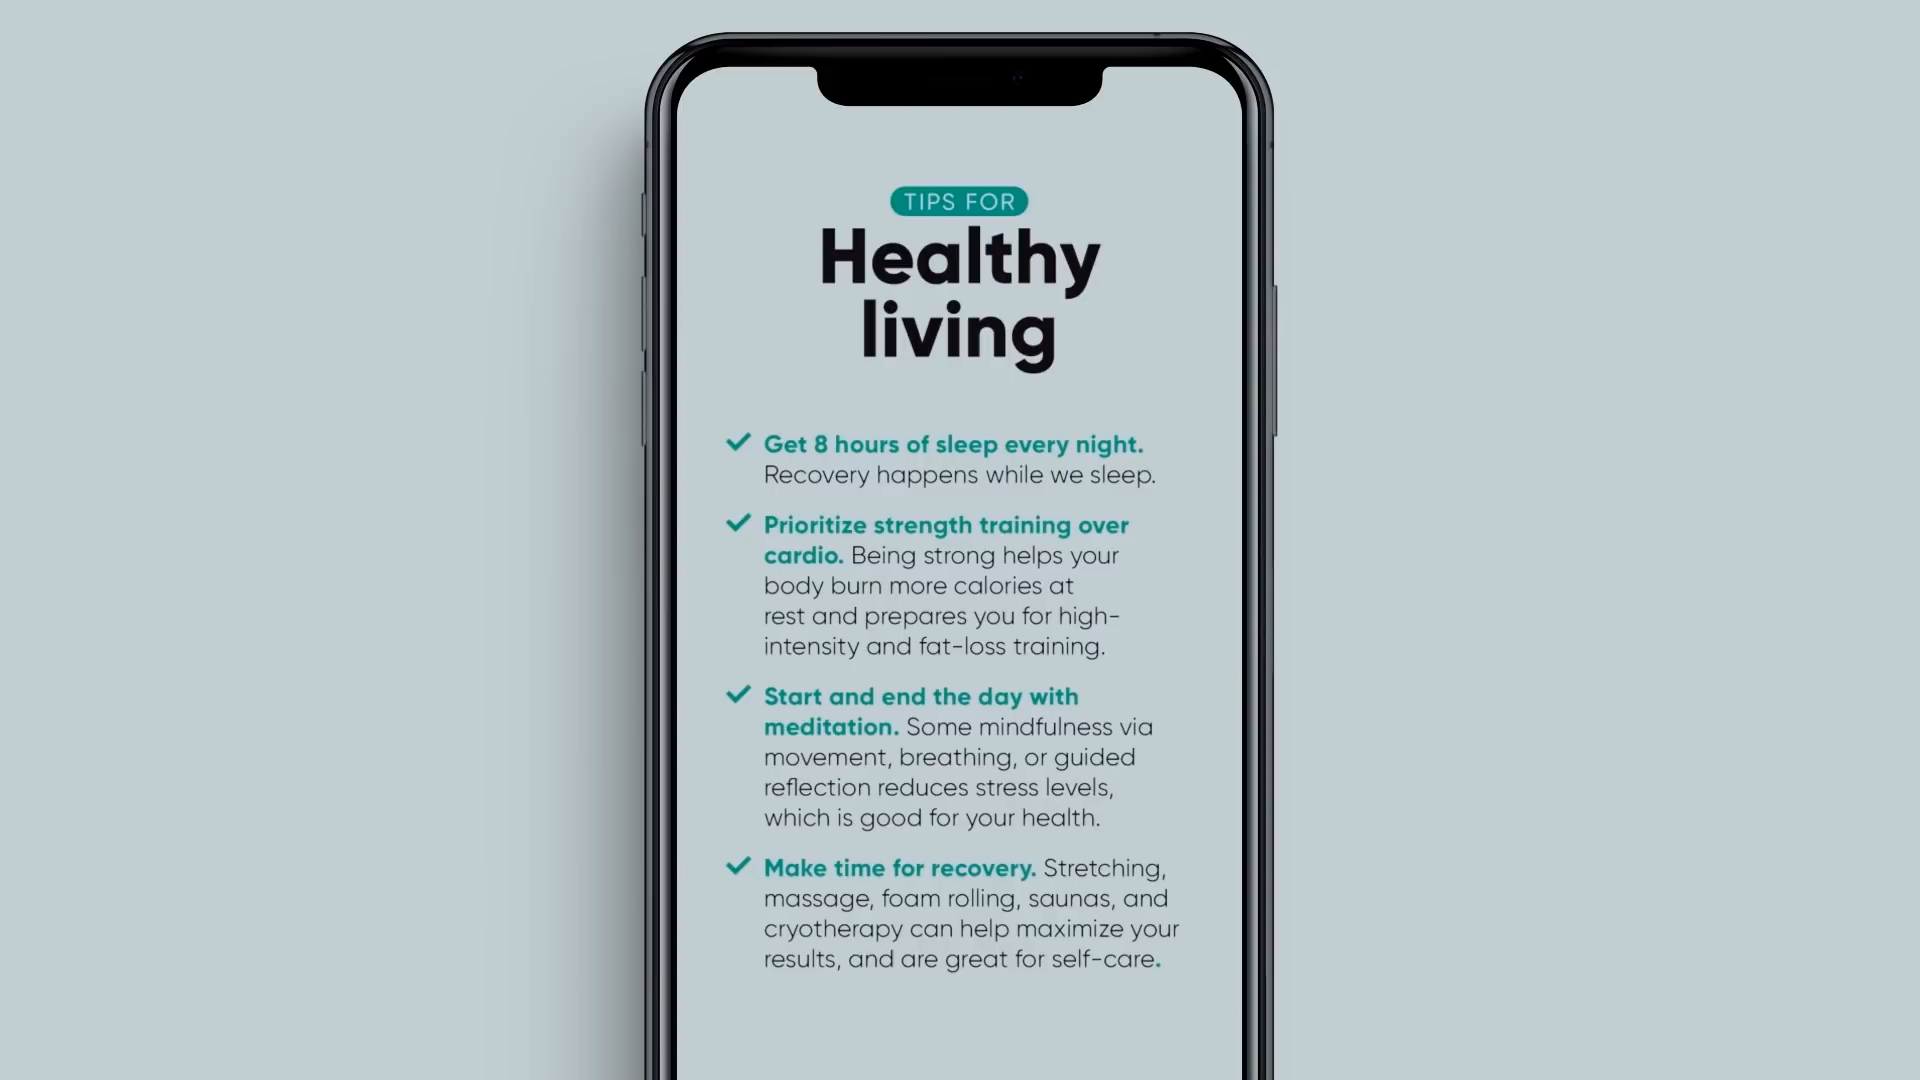 TIPS FOR
Healthy
living
Get 8 hours of sleep every night.
Recovery happens while we sleep.
Prioritize strength training over
cardio. Being strong helps your
body burn more calories at
rest and prepares you for high-
intensity and fat-loss training.
Start and end the day with
meditation. Some mindfulness via
movement, breathing, or guided
reflection reduces stress levels,
which is good for your health.
Make time for recovery. Stretching,
massage, foam rolling, saunas, and
cryotherapy can help maximize your
results, and are great for self-care.